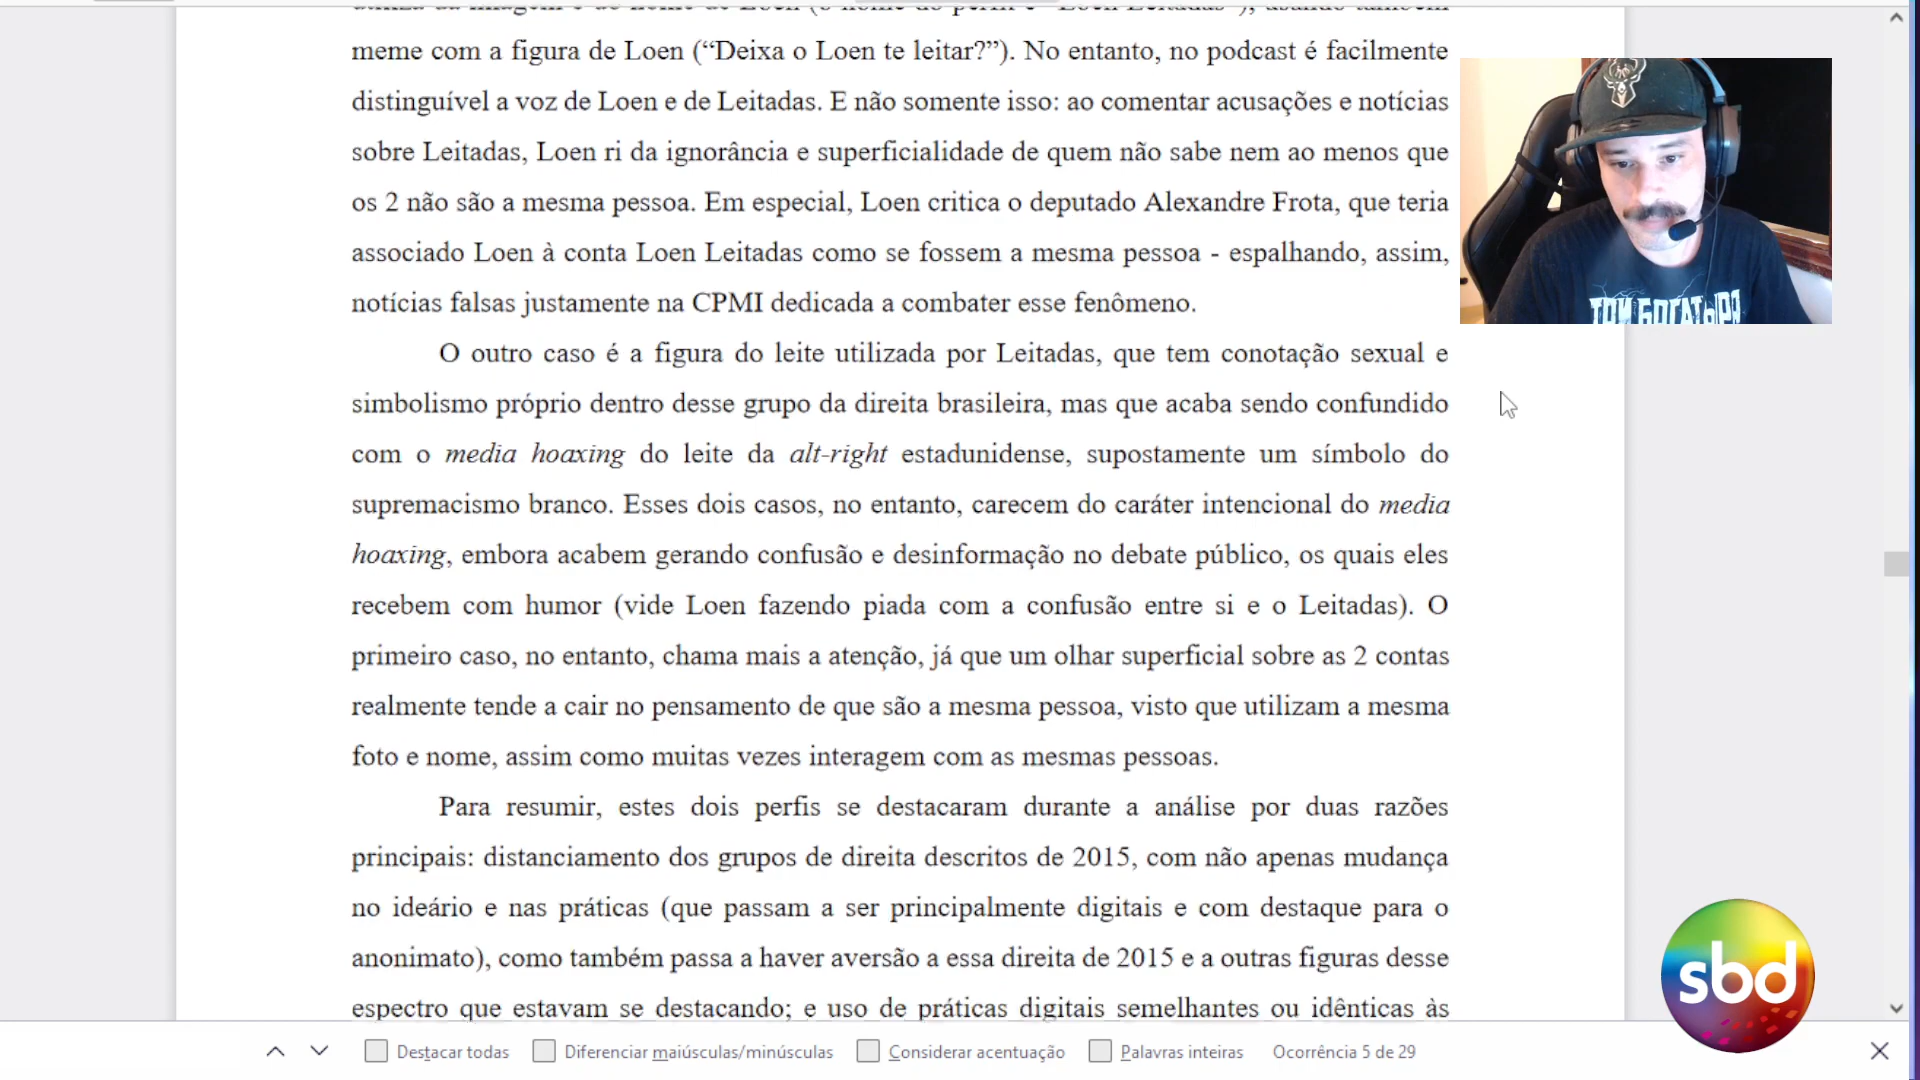 meme com a figura de Loen (“Deixa o Loen te leitar?”). No entanto, no podcast é facilmente
distinguível a voz de Loen e de Leitadas. E não somente isso: ao comentar acusações e notícias
sobre Leitadas, Loen ri da ignorância e superficialidade de quem não sabe nem ao menos que
os 2 não são a mesma pessoa. Em especial, Loen critica o deputado Alexandre Frota, que teria
associado Loen à conta Loen Leitadas como se fossem a mesma pessoa - espalhando, assim,
notícias falsas justamente na CPMI dedicada a combater esse fenômeno.
O outro caso é a figura do leite utilizada por Leitadas, que tem conotação sexual e
simbolismo próprio dentro desse grupo da direita brasileira, mas que acaba sendo confundido
com o media hoaxing do leite da alt-right estadunidense, supostamente um símbolo do
supremacismo branco. Esses dois casos, no entanto, carecem do caráter intencional do media
hoaxing, embora acabem gerando confusão e desinformação no debate público, os quais eles
recebem com humor (vide Loen fazendo piada com a confusão entre si e o Leitadas). O
primeiro caso, no entanto, chama mais a atenção, já que um olhar superficial sobre as 2 contas
realmente tende a cair no pensamento de que são a mesma pessoa, visto que utilizam a mesma
foto e nome, assim como muitas vezes interagem com as mesmas pessoas.
Para resumir, estes dois perfis se destacaram durante a análise por duas razões
principais: distanciamento dos grupos de direita descritos de 2015, com não apenas mudança
no ideário e nas práticas (que passam a ser principalmente digitais e com destaque para o
anonimato), como também passa a haver aversão a essa direita de 2015 e a outras figuras desse
espectro que estavam se destacando; e uso de práticas digitais semelhantes ou idênticas às
sbd
Destacar todas
Diferenciar maiúsculas/minúsculas
Considerar acentuação
Palavras inteiras
Ocorrência 5 de 29